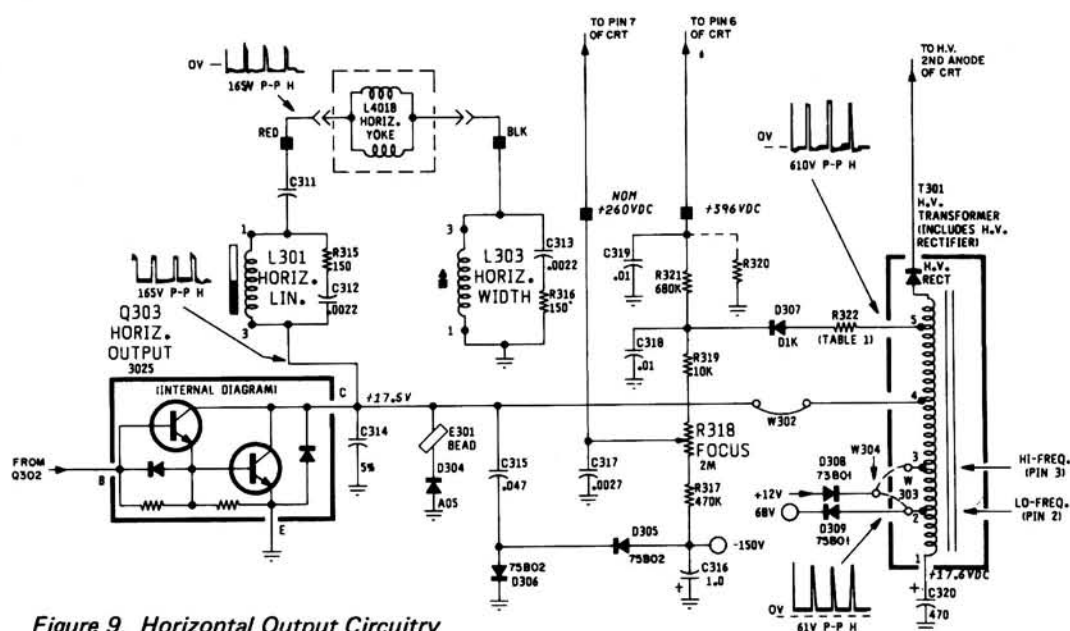 TO PIN 7
OF CRT
TO PIN 6
OF CRT
TO H.V.
2ND ANODE
OF CRT
0V
165V P-P H
RED
L401B
HORIZ.
YOKE
BLK
C311
1
L301
HORIZ.
LIN.
3
R315
150
C312
.0022
3
L303
HORIZ.
WIDTH
1
C313
.0022
R316
150
NOM
+260VDC
+396VDC
0V
610V P-P H
T301
H.V.
TRANSFORMER
(INCLUDES H.V.
RECTIFIER)
H.V.
RECT
C319
.01
R321
680K
R320
165V P-P H
Q303
HORIZ.
OUTPUT
3025
(INTERNAL DIAGRAM)
C
+17.5V
FROM
Q302
B
E
C314
5%
E301
BEAD
D304
A05
C315
.047
C317
.0027
C318
.01
D307
D1K
R322
(TABLE 1)
5
R319
10K
W302
4
R318
FOCUS
2M
R317
470K
D305
75B02
75B02
D306
-150V
C316
1.0
+
D308
75B01
W304
+12V
68V
D309
75B01
3
W
303
2
HI-FREQ.
(PIN 3)
LO-FREQ.
(PIN 2)
1
+17.6VDC
+
C320
470
0V
61V P-P H
Figure 9 Horizontal Output Circuitry